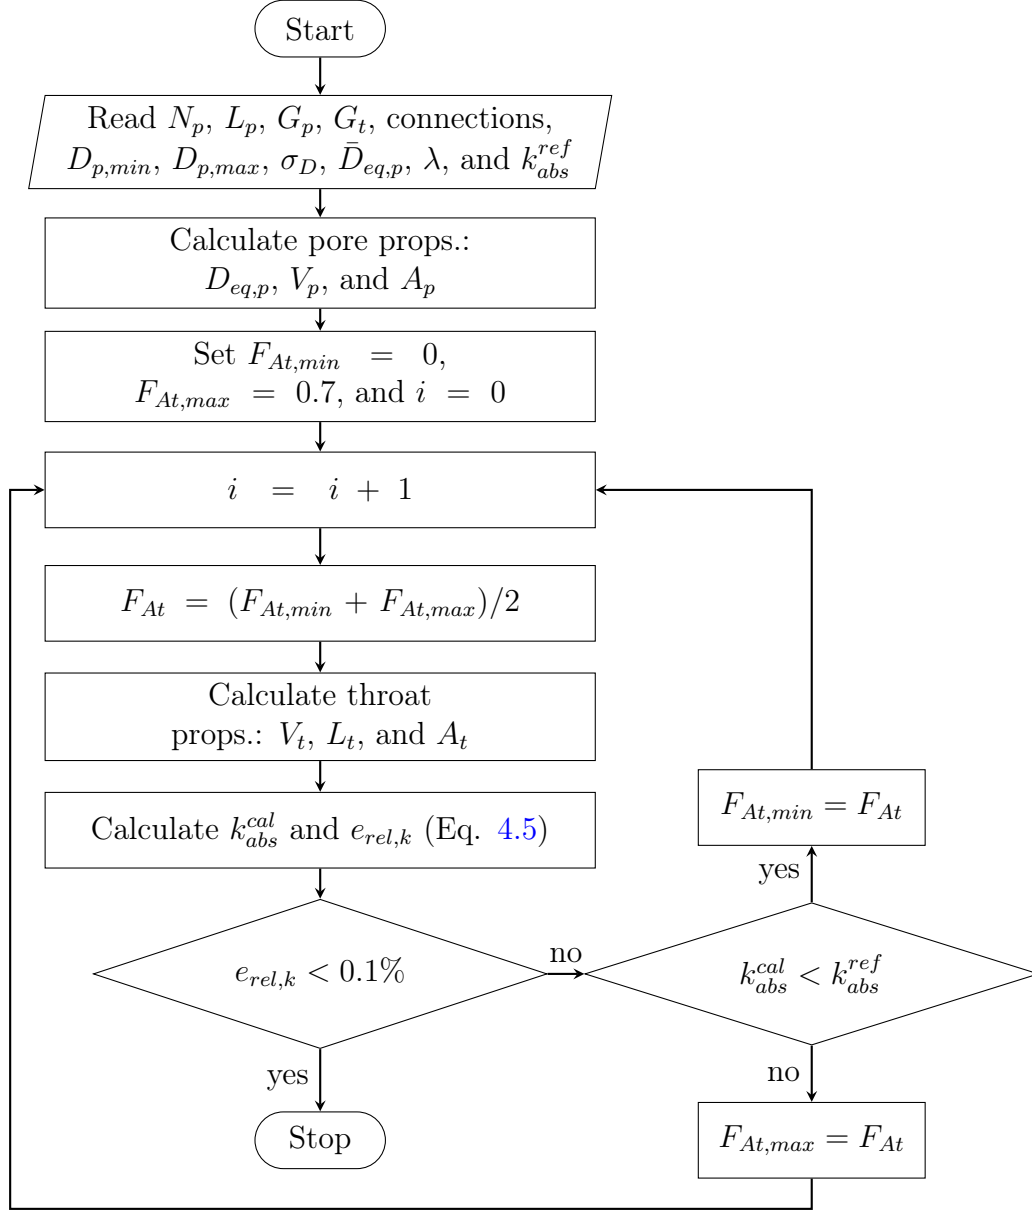 Start
Read $N_p$, $L_p$, $G_p$, $G_t$, connections,
$D_{p,min}$, $D_{p,max}$, $\sigma_D$, $\bar{D}_{eq,p}$, $\lambda$, and $k_{abs}^{ref}$
Calculate pore props.:
$D_{eq,p}$, $V_p$, and $A_p$
Set $F_{At,min} = 0$,
$F_{At,max} = 0.7$, and $i = 0$
$i = i + 1$
$F_{At} = (F_{At,min} + F_{At,max})/2$
Calculate throat
props.: $V_t$, $L_t$, and $A_t$
Calculate $k_{abs}^{cal}$ and $e_{rel,k}$ (Eq. 4.5)
$e_{rel,k} < 0.1\%$
no
yes
Stop
$k_{abs}^{cal} < k_{abs}^{ref}$
yes
$F_{At,min} = F_{At}$
no
$F_{At,max} = F_{At}$